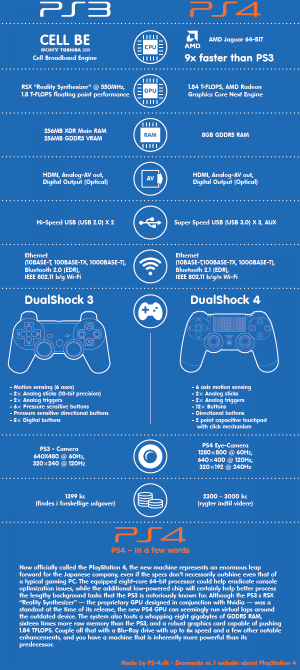 PS3 PS4
CELL BE
SONY TOSHIBA IBM
Cell Broadband Engine
CPU
AMD
AMD Jaguar 64-BIT
9x faster than PS3
RSX "Reality Synthesizer" @ 550MHz,
1.8 T-FLOPS floating point performance
GPU
1.84 T-FLOPS, AMD Radeon
Graphics Core Next Engine
256MB XDR Main RAM
256MB GDDR3 VRAM
RAM
8GB GDDR5 RAM
HDMI, Analog-AV out,
Digital Output (Optical)
AV
HDMI, Analog-AV out,
Digital Output (Optical)
Hi-Speed USB (USB 2.0) X 2
Super Speed USB (USB 3.0) X 3, AUX
Ethernet
(10BASE-T, 100BASE-TX, 1000BASE-T),
Bluetooth 2.0 (EDR),
IEEE 802.11 b/g Wi-Fi
Ethernet
(10BASE-T,100BASE-TX, 1000BASE-T),
Bluetooth 2.1 (EDR),
IEEE 802.11 b/g/n Wi-Fi
DualShock 3
DualShock 4
- Motion sensing (6 axes)
- 2× Analog sticks (10-bit precision)
- 2× Analog triggers
- 6× Pressure sensitive buttons
- Pressure sensitive directional buttons
- 5× Digital buttons
- 6 axis motion sensing
- 2× Analog sticks
- 2× Analog triggers
- 12× Buttons
- Directional buttons
- 2 point capacitive touchpad
with click mechanism
PS3 - Camera
640X480 @ 60Hz,
320×240 @ 120Hz
PS4 Eye-Camera
1280×800 @ 60Hz,
640×400 @ 120Hz,
320×192 @ 240Hz
1399 kr.
(findes i forskellige udgaver)
2300 - 3000 kr.
(rygter indtil videre)
PS4
PS4 - In a few words
Now officially called the PlayStation 4, the new machine represents an enormous leap
forward for the Japanese company, even if the specs don't necessarily outshine even that of
a typical gaming PC. The equipped eight-core 64-bit processor could help eradicate console
optimization issues, while the additional low-powered chip will certainly help better process
the lengthy background tasks that the PS3 is notoriously known for. Although the PS3's RSX
"Reality Synthesizer" — the proprietary GPU designed in conjunction with Nvidia — was a
standout at the time of its release, the new PS4 GPU can seemingly run virtual laps around
the outdated device. The system also touts a whopping eight gigabytes of GDDR5 RAM,
sixteen times more raw memory than the PS3, and a robust graphics card capable of pushing
1.84 TFLOPS. Couple all that with a Blu-Ray drive with up to 6x speed and a few other notable
enhancements, and you have a machine that is inherently more powerful than its
predecessor.
Made by PS-4.dk - Danmarks nr. 1 website about PlayStation 4